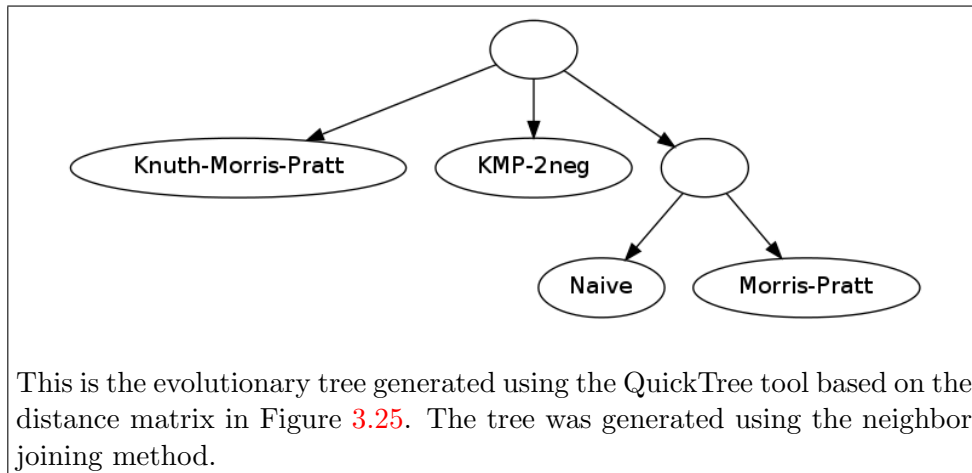 Knuth-Morris-Pratt
KMP-2neg
Naive
Morris-Pratt
This is the evolutionary tree generated using the QuickTree tool based on the
distance matrix in Figure 3.25. The tree was generated using the neighbor
joining method.